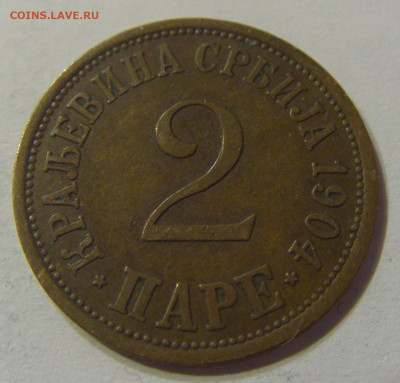 COINS.LAVE.RU
КРАЉЕВИНА СРБИЈА 1904
2
ПАРЕ